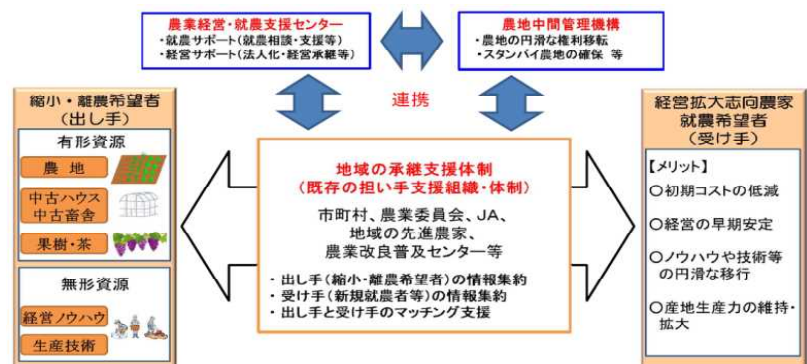 農業経営・就農支援センター
・就農サポート(就農相談・支援等)
・経営サポート(法人化・経営承継等)
農地中間管理機構
・農地の円滑な権利移転
・スタンバイ農地の確保 等
連携
縮小・離農希望者
(出し手)
有形資源
農 地
中古ハウス
中古畜舎
果樹・茶
無形資源
経営ノウハウ
生産技術
地域の承継支援体制
(既存の担い手支援組織・体制)
市町村、農業委員会、JA、
地域の先進農家、
農業改良普及センター等
・出し手(縮小・離農希望者)の情報集約
・受け手(新規就農者等)の情報集約
・出し手と受け手のマッチング支援
経営拡大志向農家
就農希望者
(受け手)
【メリット】
○初期コストの低減
○経営の早期安定
○ノウハウや技術等
の円滑な移行
○産地生産力の維持・
拡大